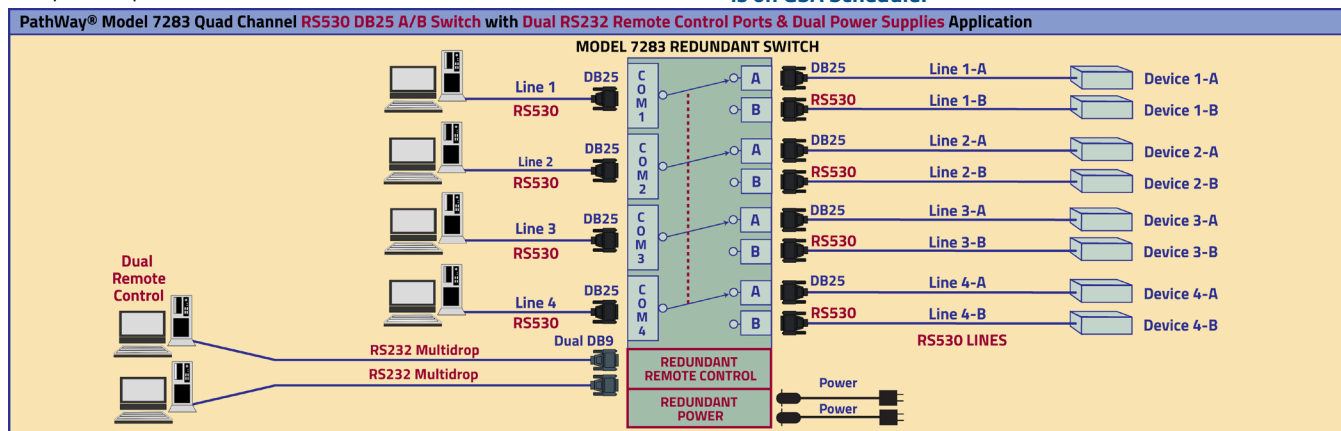 is on GSA Schedule!
PathWay® Model 7283 Quad Channel RS530 DB25 A/B Switch with Dual RS232 Remote Control Ports & Dual Power Supplies Application
MODEL 7283 REDUNDANT SWITCH
Line 1
RS530
DB25
COM1
A
B
DB25
RS530
Line 1-A
Line 1-B
Device 1-A
Device 1-B
Line 2
RS530
DB25
COM2
A
B
DB25
RS530
Line 2-A
Line 2-B
Device 2-A
Device 2-B
Line 3
RS530
DB25
COM3
A
B
DB25
RS530
Line 3-A
Line 3-B
Device 3-A
Device 3-B
Line 4
RS530
DB25
COM4
A
B
DB25
RS530
Line 4-A
Line 4-B
RS530 LINES
Device 4-A
Device 4-B
Dual
Remote
Control
Dual DB9
RS232 Multidrop
RS232 Multidrop
REDUNDANT
REMOTE CONTROL
REDUNDANT
POWER
Power
Power